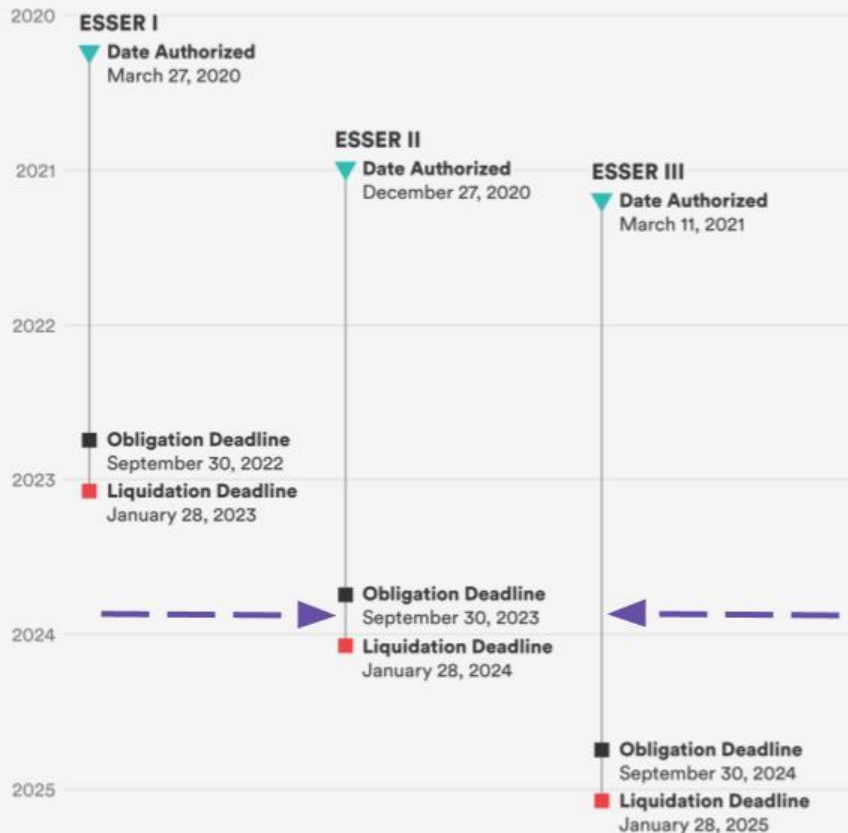 2020
ESSER I
Date Authorized
March 27, 2020
ESSER II
2021
Date Authorized
December 27, 2020
ESSER III
Date Authorized
March 11, 2021
2022
Obligation Deadline
September 30, 2022
2023
Liquidation Deadline
January 28, 2023
Obligation Deadline
September 30, 2023
2024
Liquidation Deadline
January 28, 2024
Obligation Deadline
September 30, 2024
2025
Liquidation Deadline
January 28, 2025